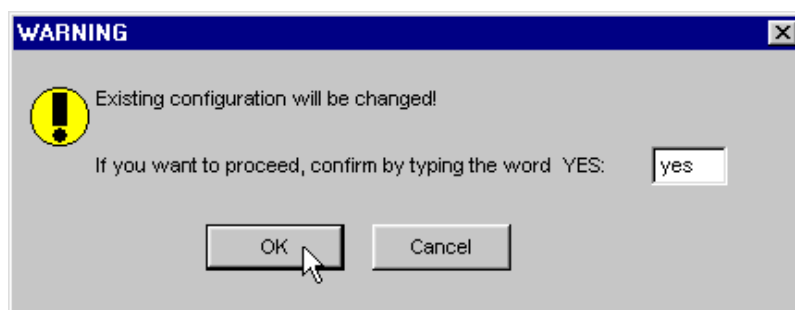 WARNING
Existing configuration will be changed!
If you want to proceed, confirm by typing the word YES: yes
OK Cancel